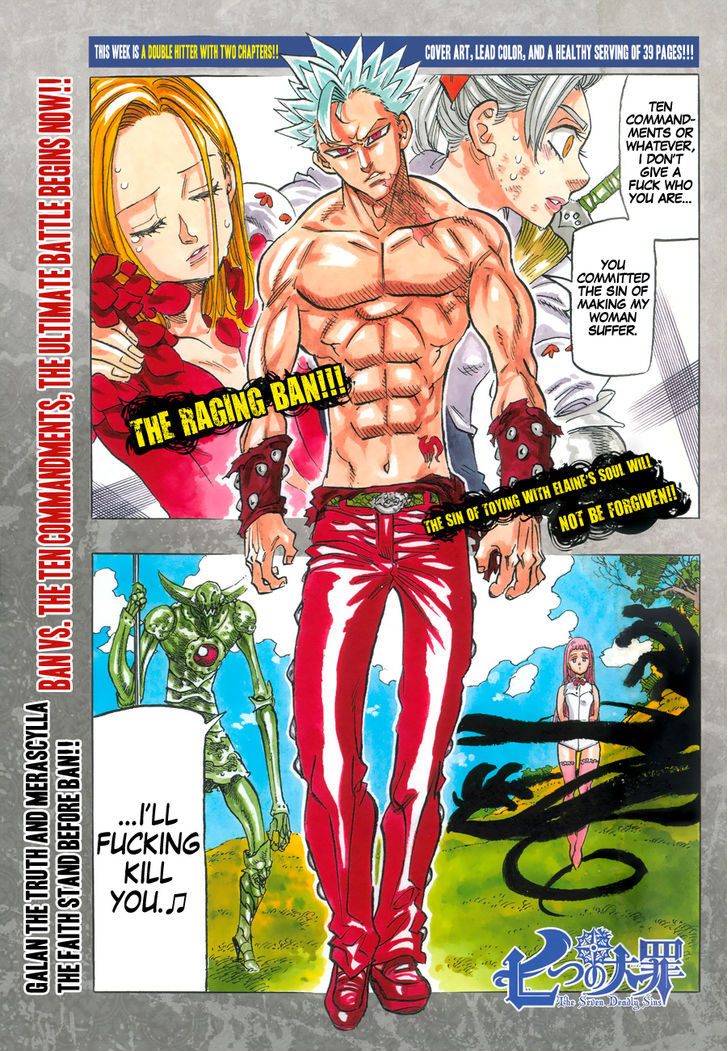 THIS WEEK IS A DOUBLE HITTER WITH TWO CHAPTERS!!
COVER ART, LEAD COLOR, AND A HEALTHY SERVING OF 39 PAGES!!!
BAN VS. THE TEN COMMANDMENTS, THE ULTIMATE BATTLE BEGINS NOW!!
TEN
COMMAND-
MENTS OR
WHATEVER,
I DON'T
GIVE A
FUCK WHO
YOU ARE...
YOU
COMMITTED
THE SIN OF
MAKING MY
WOMAN
SUFFER.
THE RAGING BAN!!!
THE SIN OF TOYING WITH ELAINE'S SOUL WILL
NOT BE FORGIVEN!!
GALAN THE TRUTH AND MERASCYLLA
THE FAITH STAND BEFORE BAN!!
...I'LL
FUCKING
KILL
YOU.♫
七つの大罪
The Seven Deadly Sins